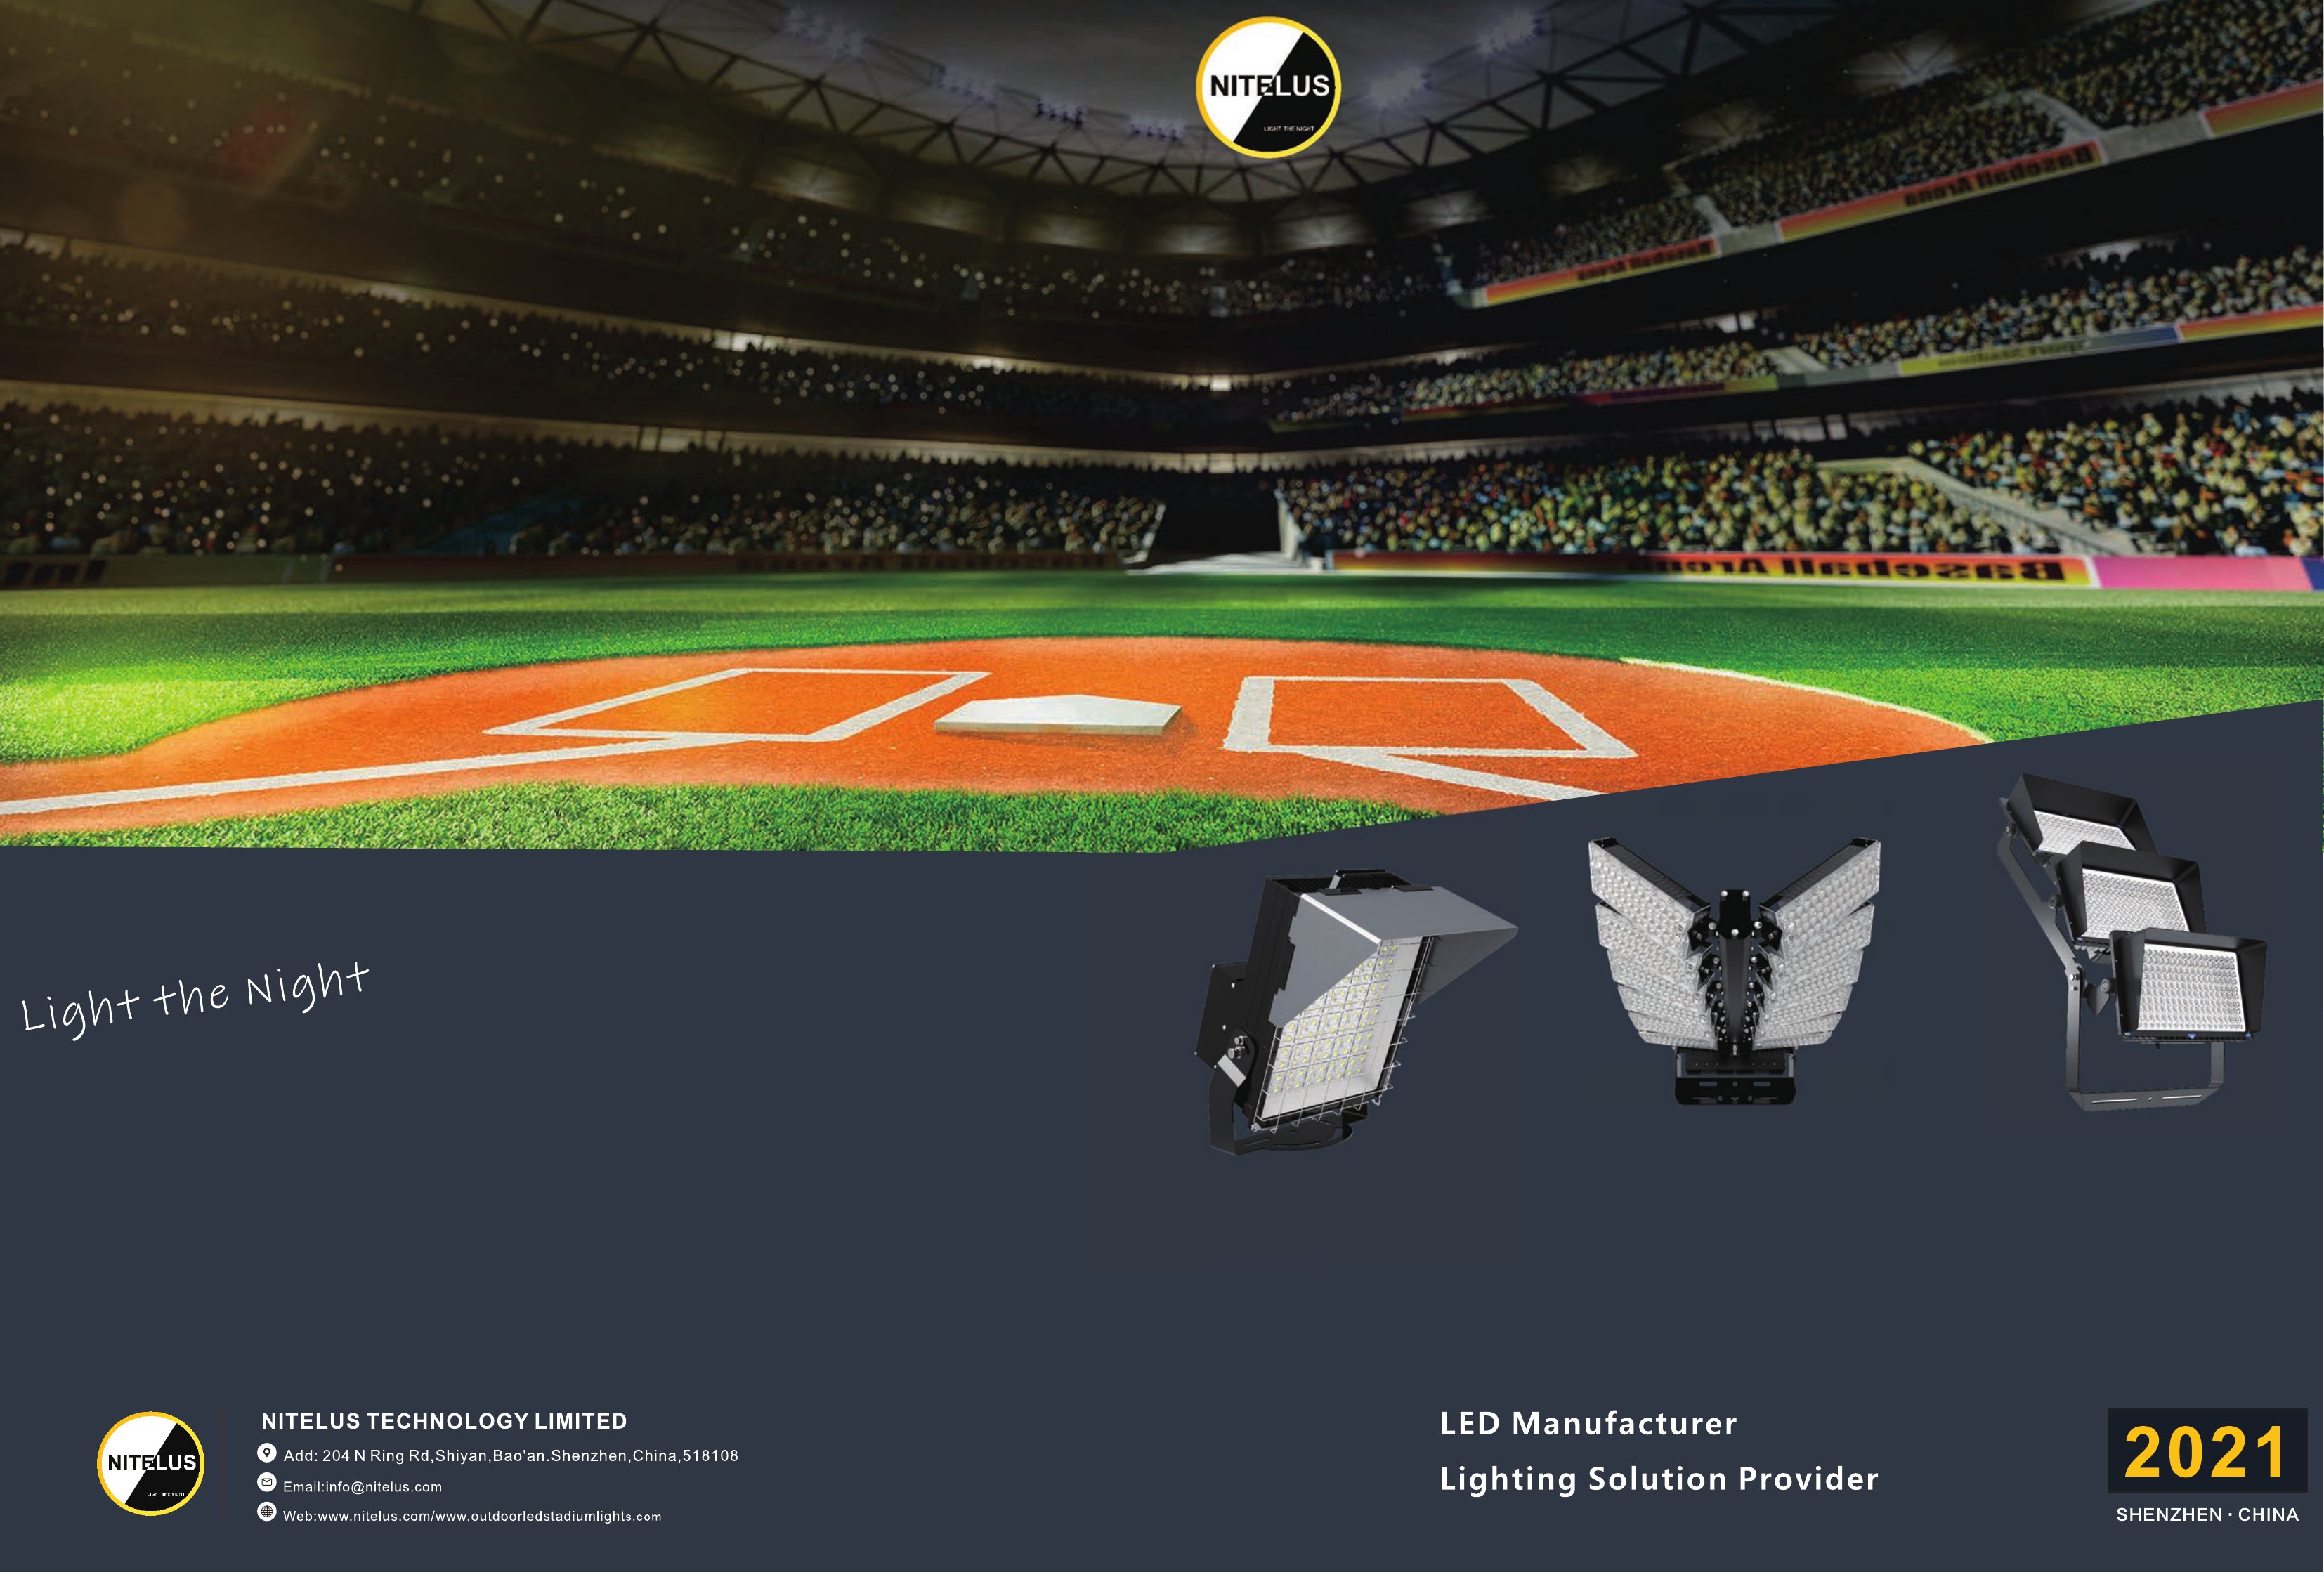 NITELUS
LIGHT THE NIGHT
Light the Night
NITELUS
LIGHT THE NIGHT
NITELUS TECHNOLOGY LIMITED
Add: 204 N Ring Rd,Shiyan,Bao'an.Shenzhen,China,518108
Email:info@nitelus.com
Web:www.nitelus.com/www.outdoorledstadiumlights.com
LED Manufacturer
Lighting Solution Provider
2021
SHENZHEN · CHINA